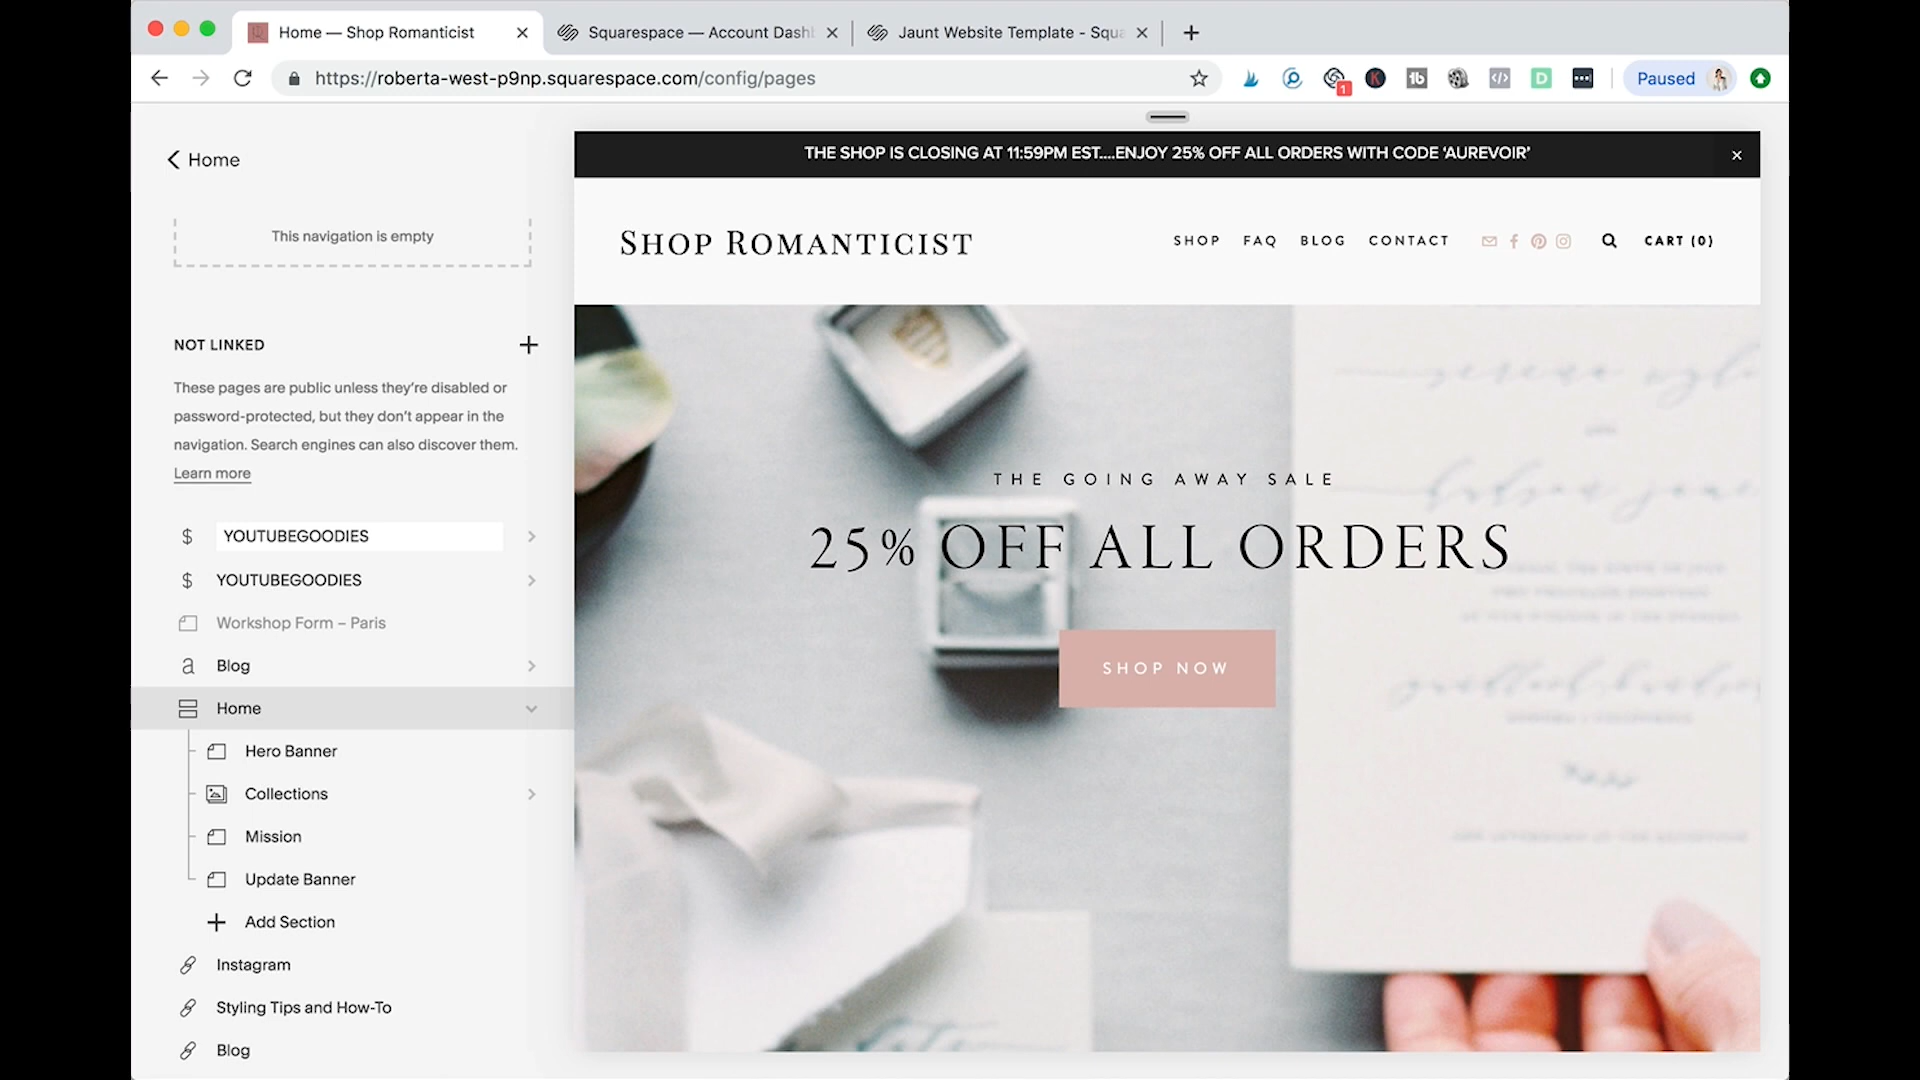 Home — Shop Romanticist
Squarespace — Account Dash
Jaunt Website Template - Squa
https://roberta-west-p9np.squarespace.com/config/pages
1
K
tb
</>
D
Paused
Home
This navigation is empty
NOT LINKED
These pages are public unless they're disabled or
password-protected, but they don't appear in the
navigation. Search engines can also discover them.
Learn more
$ YOUTUBEGOODIES
$ YOUTUBEGOODIES
Workshop Form – Paris
a Blog
Home
Hero Banner
Collections
Mission
Update Banner
Add Section
Instagram
Styling Tips and How-To
Blog
THE SHOP IS CLOSING AT 11:59PM EST....ENJOY 25% OFF ALL ORDERS WITH CODE 'AUREVOIR'
SHOP ROMANTICIST
SHOP FAQ BLOG CONTACT
CART (0)
THE GOING AWAY SALE
25% OFF ALL ORDERS
SHOP NOW